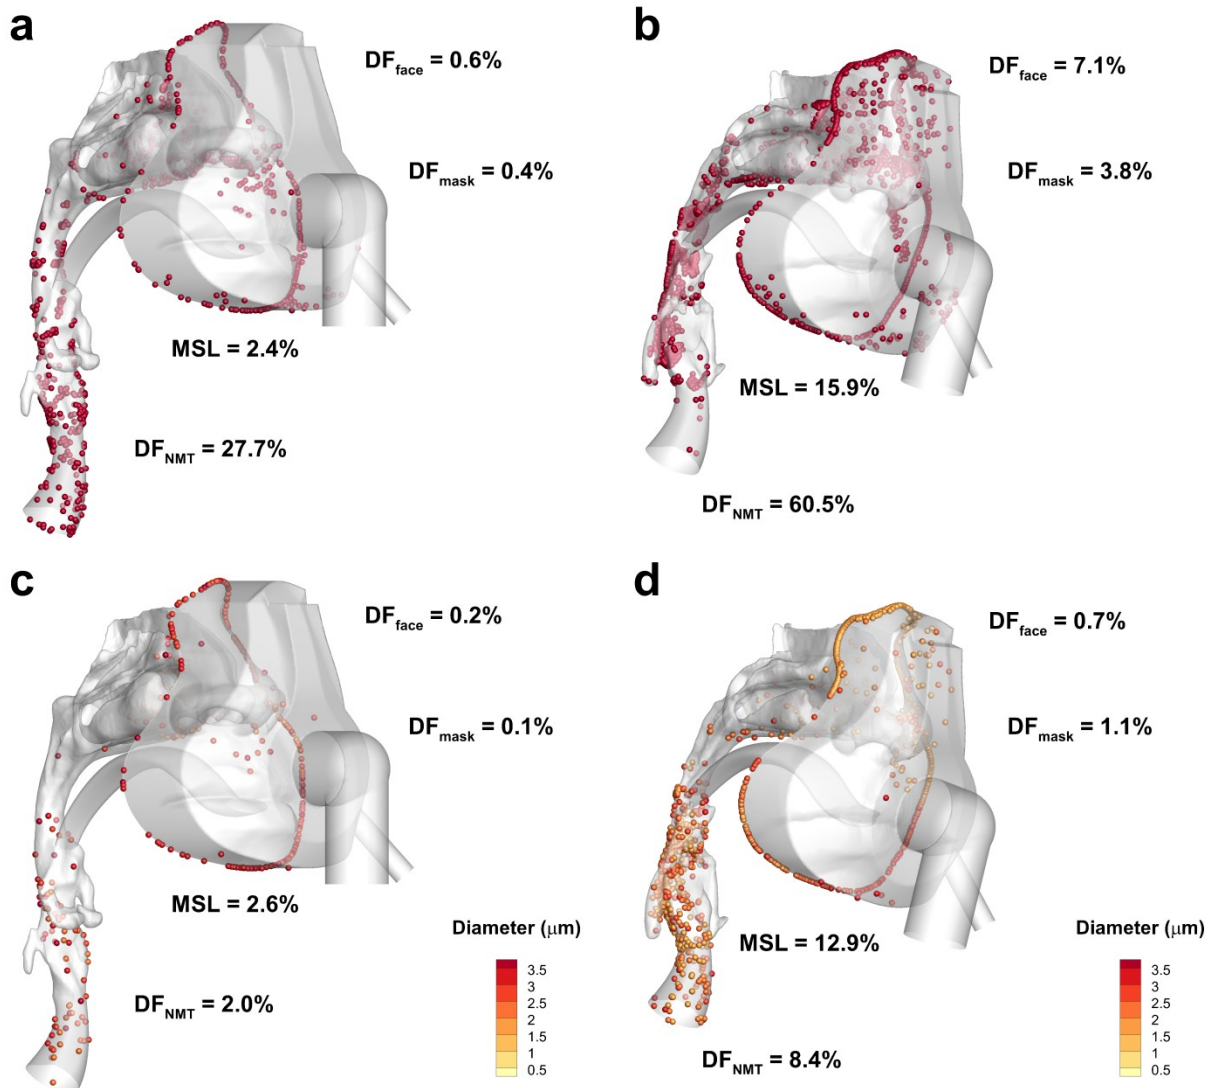 a
DFface = 0.6%
DFmask = 0.4%
MSL = 2.4%
DFNMT = 27.7%
b
DFface = 7.1%
DFmask = 3.8%
MSL = 15.9%
DFNMT = 60.5%
c
DFface = 0.2%
DFmask = 0.1%
MSL = 2.6%
DFNMT = 2.0%
Diameter (μm)
3.5
3
2.5
2
1.5
1
0.5
d
DFface = 0.7%
DFmask = 1.1%
MSL = 12.9%
DFNMT = 8.4%
Diameter (μm)
3.5
3
2.5
2
1.5
1
0.5